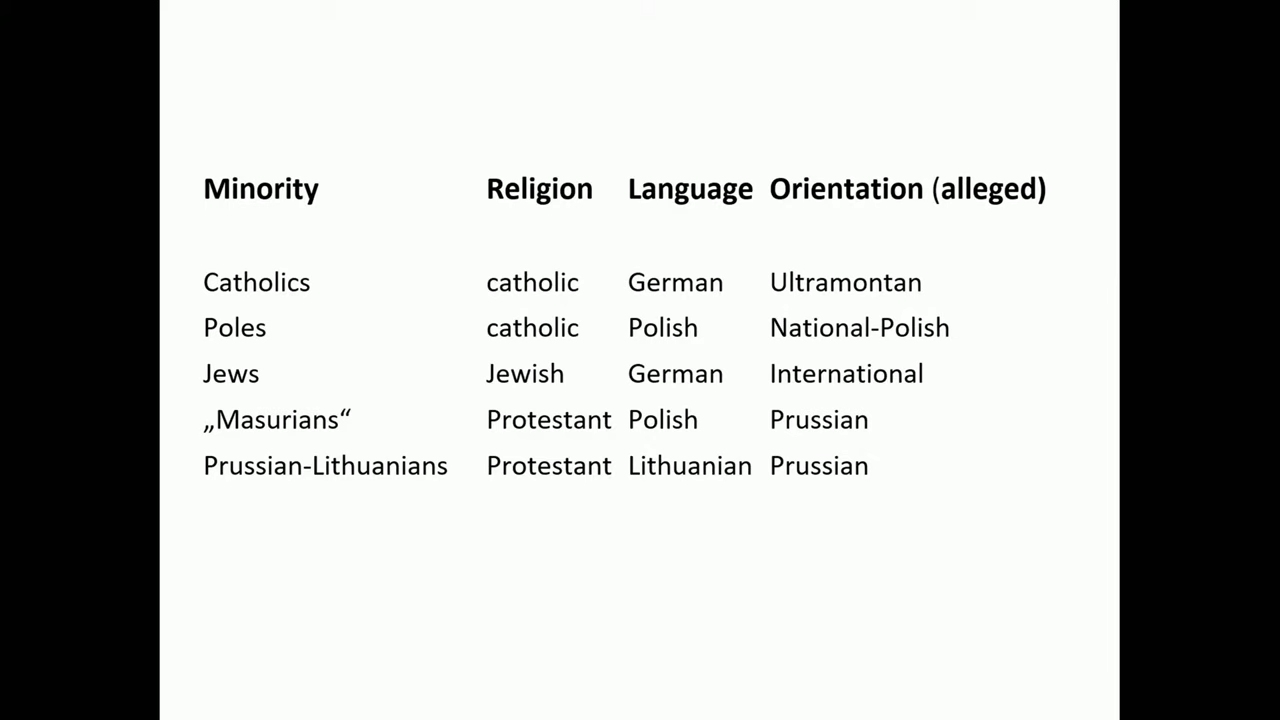 Minority Religion Language Orientation (alleged)
Catholics catholic German Ultramontan
Poles catholic Polish National-Polish
Jews Jewish German International
„Masurians“ Protestant Polish Prussian
Prussian-Lithuanians Protestant Lithuanian Prussian